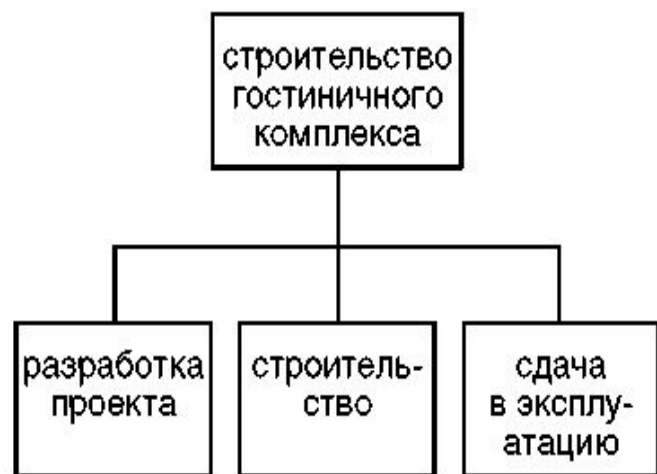 строительство
гостиничного
комплекса
разработка
проекта
строитель-
ство
сдача
в эксплу-
атацию